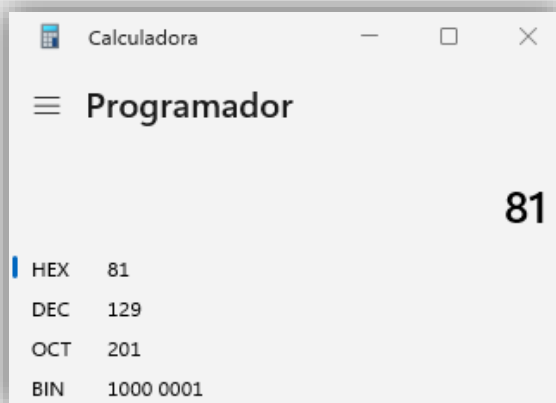 Calculadora
Programador
81
HEX 81
DEC 129
OCT 201
BIN 1000 0001